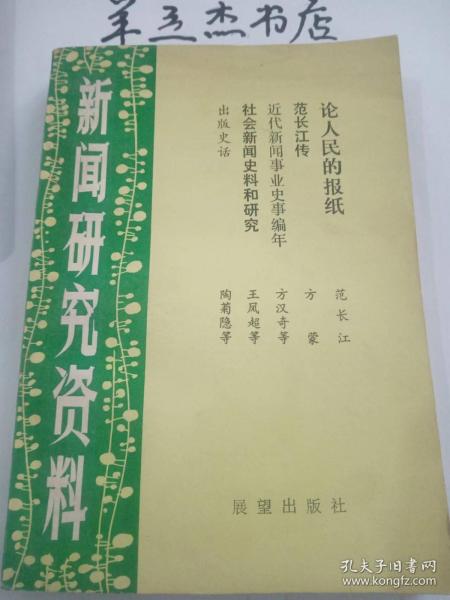 羊立杰书店
新闻研究资料
论人民的报纸 范长江
范长江传 方蒙
近代新闻事业史事编年 方汉奇等
社会新闻史料和研究 王凤超等
出版史话 陶菊隐等
展望出版社
孔夫子旧书网
www.kongfz.com